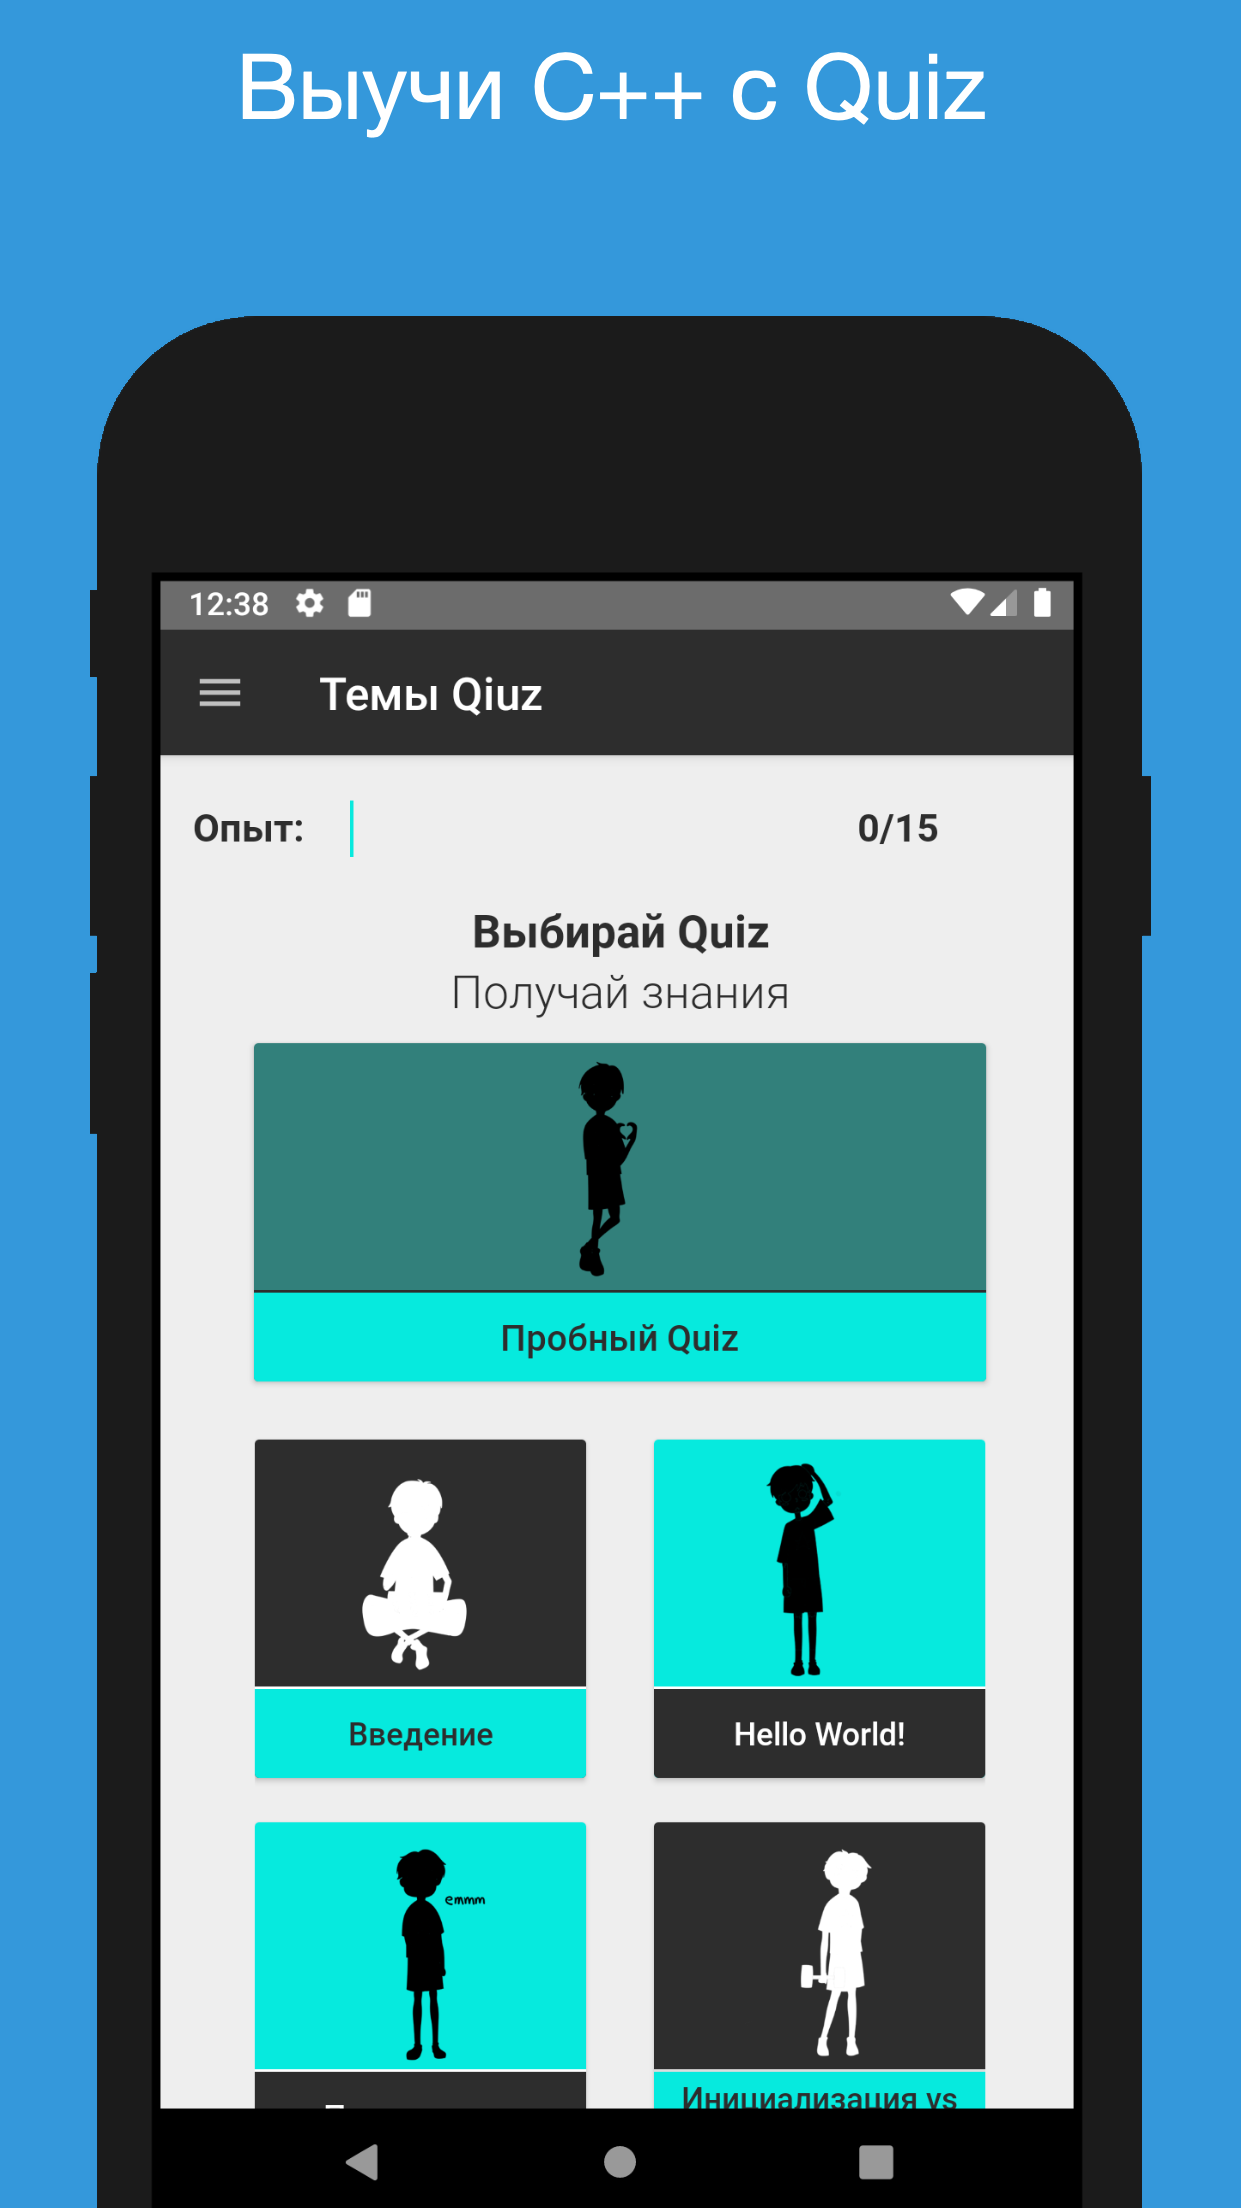 Выучи C++ с Quiz
12:38
Темы Qiuz
Опыт:
0/15
Выбирай Quiz
Получай знания
Пробный Quiz
Введение
Hello World!
emmm
Инициализация vs